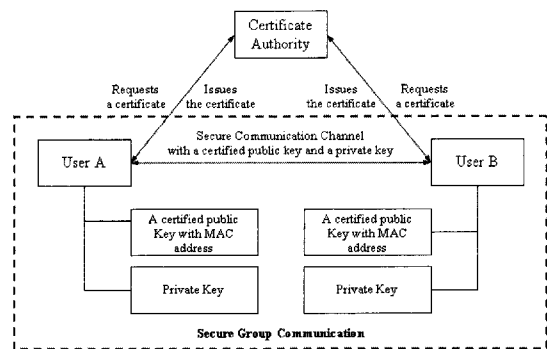 Certificate
Authority
Requests
a certificate
Issues
the certificate
Issues
the certificate
Requests
a certificate
Secure Communication Channel
with a certified public key and a private key
User A
User B
A certified public
Key with MAC
address
A certified public
Key with MAC
address
Private Key
Private Key
Secure Group Communication